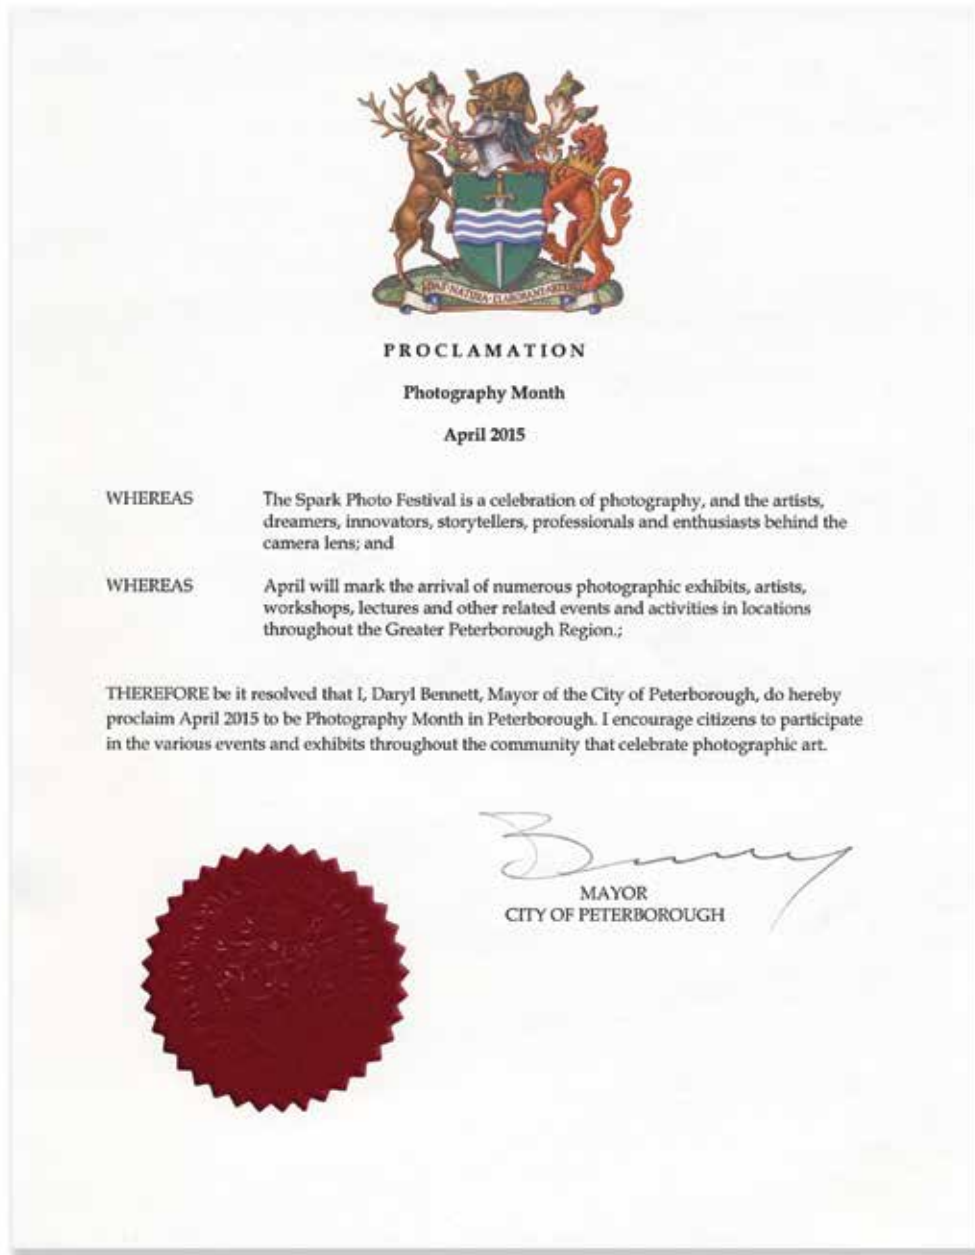 DAT · NATURA · ELABORANT · ARTES
PROCLAMATION
Photography Month
April 2015
WHEREAS The Spark Photo Festival is a celebration of photography, and the artists,
dreamers, innovators, storytellers, professionals and enthusiasts behind the
camera lens; and
WHEREAS April will mark the arrival of numerous photographic exhibits, artists,
workshops, lectures and other related events and activities in locations
throughout the Greater Peterborough Region.;
THEREFORE be it resolved that I, Daryl Bennett, Mayor of the City of Peterborough, do hereby
proclaim April 2015 to be Photography Month in Peterborough. I encourage citizens to participate
in the various events and exhibits throughout the community that celebrate photographic art.
MAYOR
CITY OF PETERBOROUGH